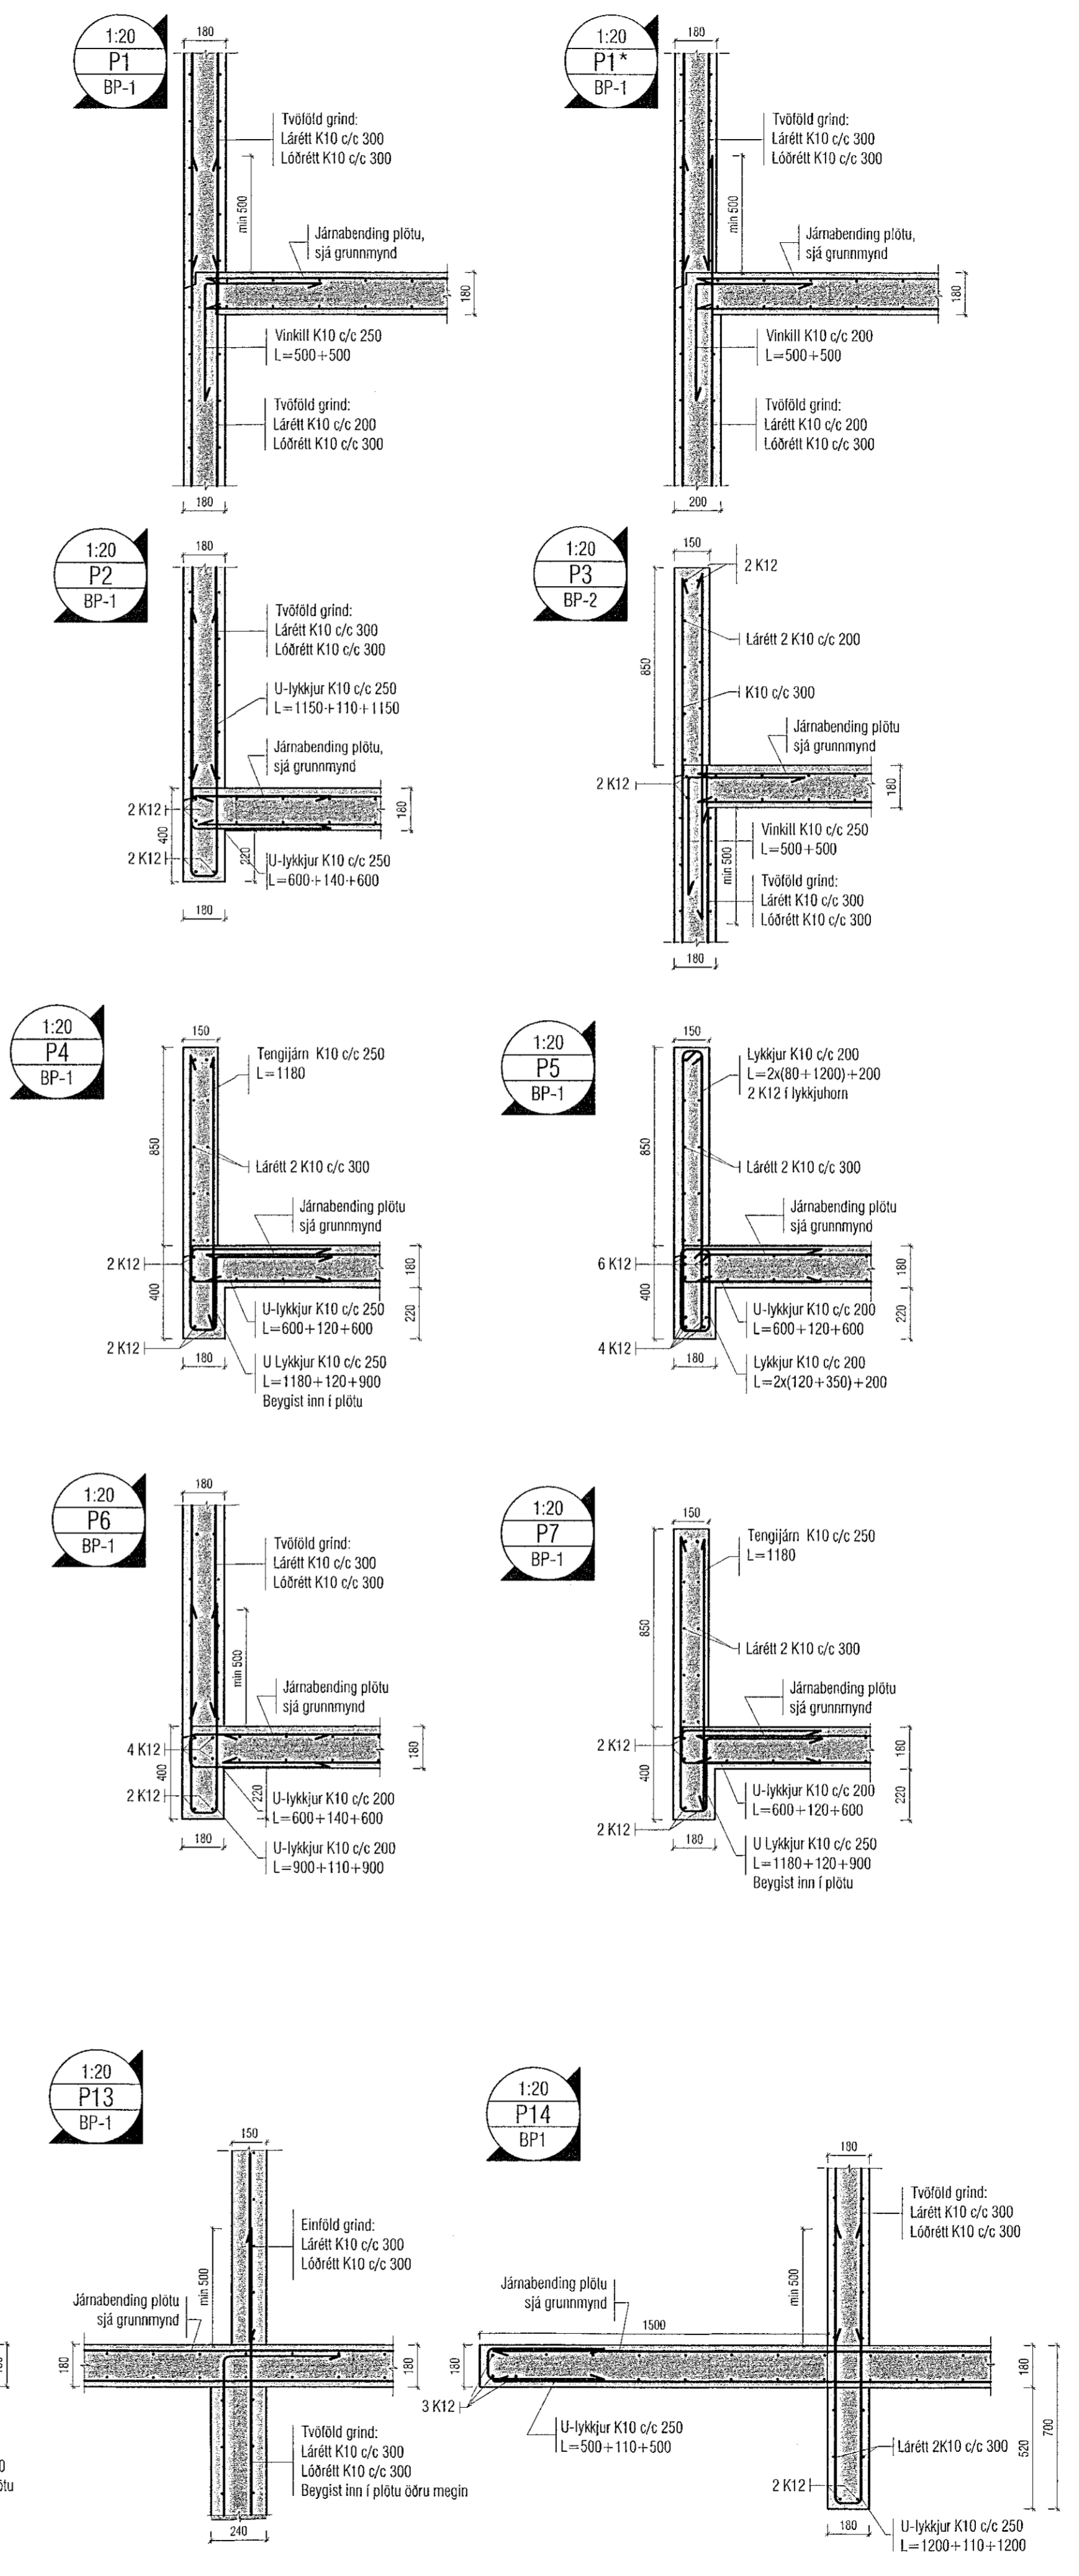 1:20
P1
BP-1
180
Tvöföld grind:
Lárétt K10 c/c 300
Lóðrétt K10 c/c 300
min 500
Járnabending plötu,
sjá grunnmynd
180
Vinkill K10 c/c 250
L=500+500
Tvöföld grind:
Lárétt K10 c/c 200
Lóðrétt K10 c/c 300
180
1:20
P1*
BP-1
180
Tvöföld grind:
Lárétt K10 c/c 300
Lóðrétt K10 c/c 300
min 500
Járnabending plötu,
sjá grunnmynd
180
Vinkill K10 c/c 200
L=500+500
Tvöföld grind:
Lárétt K10 c/c 200
Lóðrétt K10 c/c 300
200
1:20
P2
BP-1
180
Tvöföld grind:
Lárétt K10 c/c 300
Lóðrétt K10 c/c 300
U-lykkjur K10 c/c 250
L=1150+110+1150
Járnabending plötu,
sjá grunnmynd
2 K12
400
180
2 K12
220
U-lykkjur K10 c/c 250
L=600+140+600
180
1:20
P3
BP-2
150
2 K12
Lárétt 2 K10 c/c 200
850
K10 c/c 300
Járnabending plötu
sjá grunnmynd
2 K12
180
Vinkill K10 c/c 250
L=500+500
min 500
Tvöföld grind:
Lárétt K10 c/c 300
Lóðrétt K10 c/c 300
180
1:20
P4
BP-1
150
Tengijárn K10 c/c 250
L=1180
850
Lárétt 2 K10 c/c 300
Járnabending plötu
sjá grunnmynd
2 K12
180
400
U-lykkjur K10 c/c 250
L=600+120+600
220
2 K12
180
U Lykkjur K10 c/c 250
L=1180+120+900
Beygist inn í plötu
1:20
P5
BP-1
150
Lykkjur K10 c/c 200
L=2x(80+1200)+200
2 K12 í lykkjuhorn
850
Lárétt 2 K10 c/c 300
Járnabending plötu
sjá grunnmynd
6 K12
180
400
U-lykkjur K10 c/c 200
L=600+120+600
220
4 K12
180
Lykkjur K10 c/c 200
L=2x(120+350)+200
1:20
P6
BP-1
180
Tvöföld grind:
Lárétt K10 c/c 300
Lóðrétt K10 c/c 300
min 500
Járnabending plötu
sjá grunnmynd
4 K12
180
400
2 K12
220
U-lykkjur K10 c/c 200
L=600+140+600
180
U-lykkjur K10 c/c 200
L=900+110+900
1:20
P7
BP-1
150
Tengijárn K10 c/c 250
L=1180
850
Lárétt 2 K10 c/c 300
Járnabending plötu
sjá grunnmynd
2 K12
180
400
U-lykkjur K10 c/c 200
L=600+120+600
220
2 K12
180
U Lykkjur K10 c/c 250
L=1180+120+900
Beygist inn í plötu
1:20
P13
BP-1
150
Einföld grind:
Lárétt K10 c/c 300
Lóðrétt K10 c/c 300
min 500
Járnabending plötu
sjá grunnmynd
180
180
Tvöföld grind:
Lárétt K10 c/c 300
Lóðrétt K10 c/c 300
Beygist inn í plötu öðru megin
240
1:20
P14
BP1
180
Tvöföld grind:
Lárétt K10 c/c 300
Lóðrétt K10 c/c 300
min 500
Járnabending plötu
sjá grunnmynd
1500
180
180
3 K12
U-lykkjur K10 c/c 250
L=500+110+500
700
520
Lárétt 2K10 c/c 300
2 K12
180
U-lykkjur K10 c/c 250
L=1200+110+1200